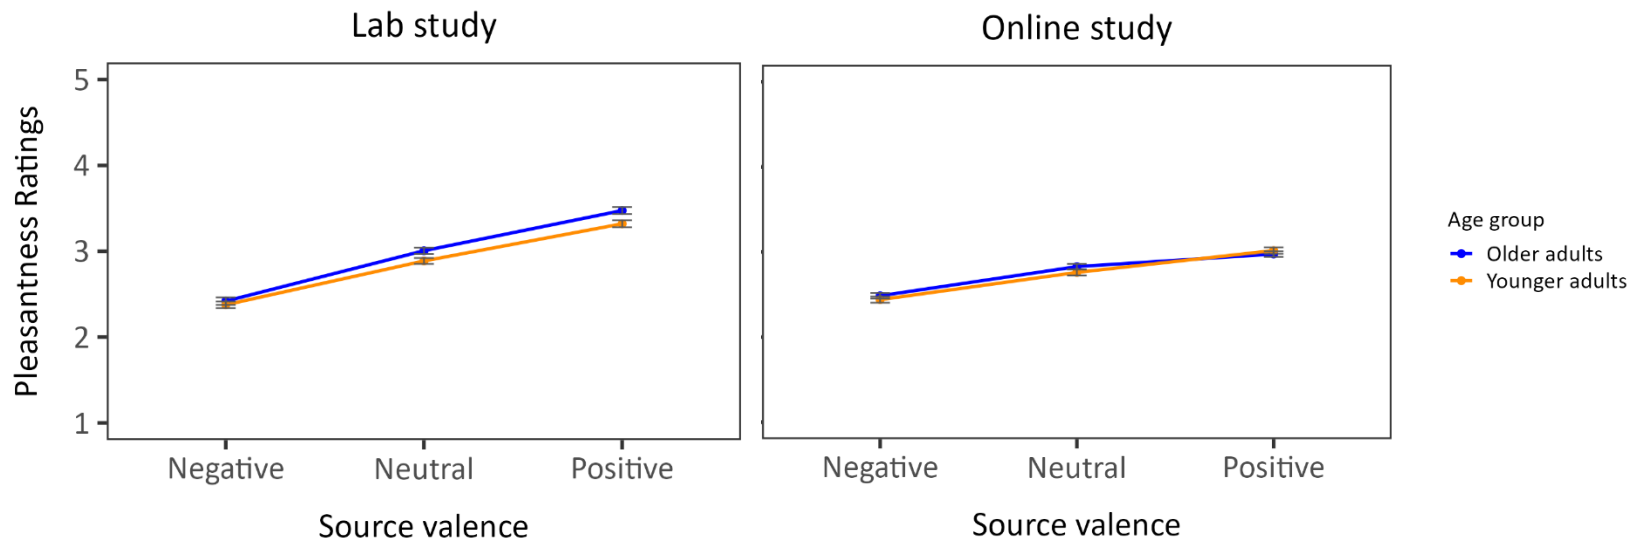 Lab study
Online study
Pleasantness Ratings
5
4
3
2
1
Negative Neutral Positive
Negative Neutral Positive
Source valence
Source valence
Age group
Older adults
Younger adults